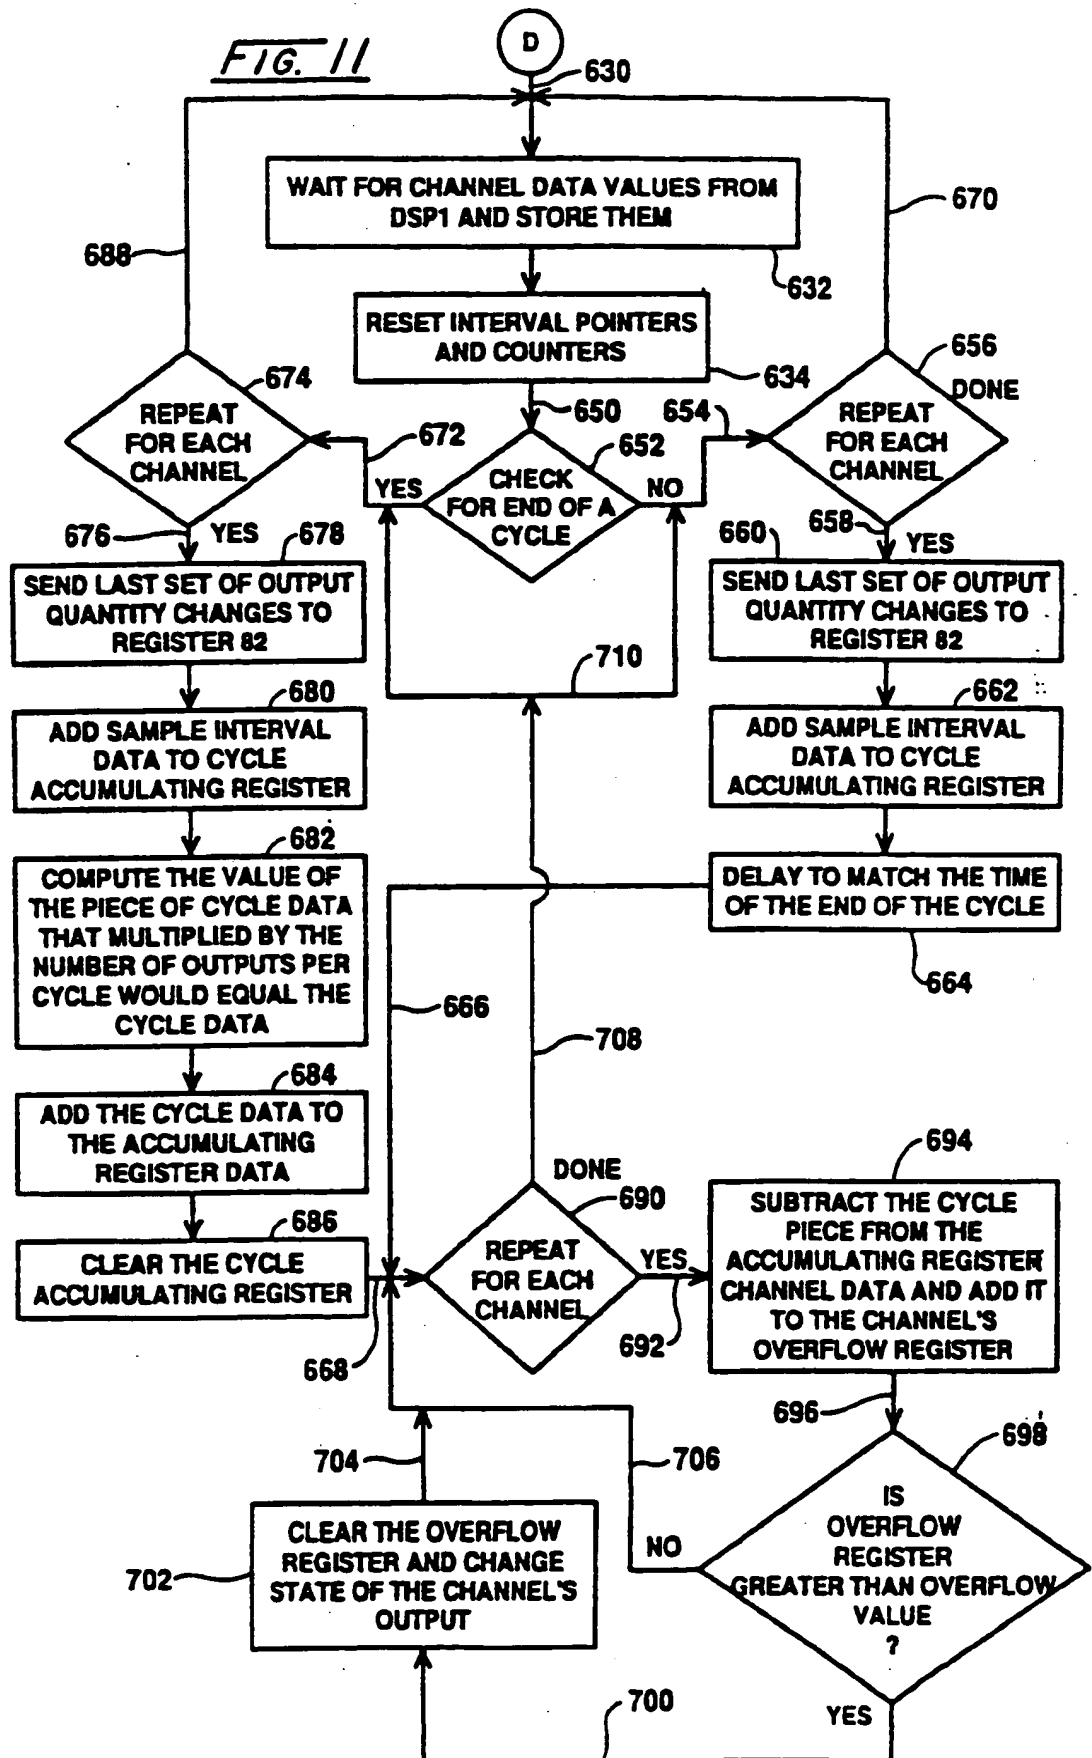 FIG. 11
D
630
WAIT FOR CHANNEL DATA VALUES FROM
DSP1 AND STORE THEM
632
670
688
RESET INTERVAL POINTERS
AND COUNTERS
634
650
654
656
DONE
674
REPEAT
FOR EACH
CHANNEL
672
YES
CHECK
FOR END OF A
CYCLE
652
NO
REPEAT
FOR EACH
CHANNEL
676
YES
678
SEND LAST SET OF OUTPUT
QUANTITY CHANGES TO
REGISTER 82
658
YES
660
SEND LAST SET OF OUTPUT
QUANTITY CHANGES TO
REGISTER 82
710
680
ADD SAMPLE INTERVAL
DATA TO CYCLE
ACCUMULATING REGISTER
662
ADD SAMPLE INTERVAL
DATA TO CYCLE
ACCUMULATING REGISTER
682
COMPUTE THE VALUE OF
THE PIECE OF CYCLE DATA
THAT MULTIPLIED BY THE
NUMBER OF OUTPUTS PER
CYCLE WOULD EQUAL THE
CYCLE DATA
DELAY TO MATCH THE TIME
OF THE END OF THE CYCLE
664
666
708
684
ADD THE CYCLE DATA TO
THE ACCUMULATING
REGISTER DATA
686
CLEAR THE CYCLE
ACCUMULATING REGISTER
668
DONE
690
REPEAT
FOR EACH
CHANNEL
YES
692
694
SUBTRACT THE CYCLE
PIECE FROM THE
ACCUMULATING REGISTER
CHANNEL DATA AND ADD IT
TO THE CHANNEL'S
OVERFLOW REGISTER
696
698
IS
OVERFLOW
REGISTER
GREATER THAN OVERFLOW
VALUE
?
NO
706
704
CLEAR THE OVERFLOW
REGISTER AND CHANGE
STATE OF THE CHANNEL'S
OUTPUT
702
700
YES